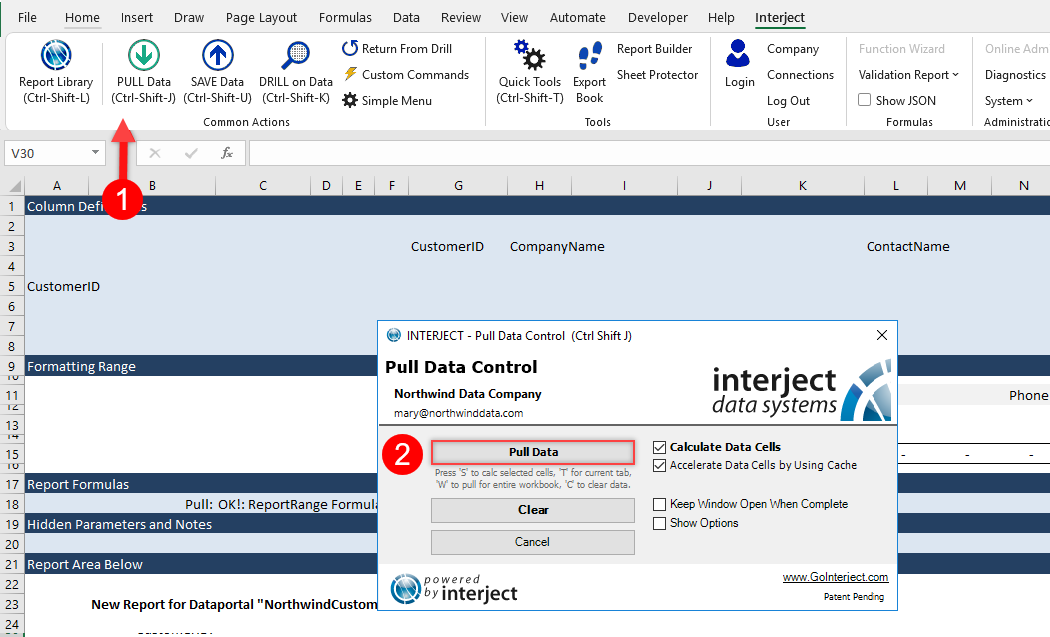 File Home Insert Draw Page Layout Formulas Data Review View Automate Developer Help Interject
Report Library
(Ctrl-Shift-L)
PULL Data
(Ctrl-Shift-J)
SAVE Data
(Ctrl-Shift-U)
DRILL on Data
(Ctrl-Shift-K)
Return From Drill
Custom Commands
Simple Menu
Common Actions
Quick Tools
(Ctrl-Shift-T)
Export
Book
Report Builder
Sheet Protector
Tools
Login
Company
Connections
Log Out
User
Function Wizard
Validation Report
Show JSON
Formulas
Online Adm
Diagnostics
System
Administratic
V30 fx
1
A B C D E F G H I J K L M N
1 Column Def s
2
3 CustomerID CompanyName ContactName
4
5 CustomerID
6
7
8
9 Formatting Range
10
11 Phone
12
13
14
15 - - -
16
17 Report Formulas
18 Pull: OK!: ReportRange Formula
19 Hidden Parameters and Notes
20
21 Report Area Below
22
23 New Report for Dataportal "NorthwindCustom
24
INTERJECT - Pull Data Control (Ctrl Shift J)
Pull Data Control
Northwind Data Company
mary@northwinddata.com
interject
data systems
2
Pull Data
Press 'S' to calc selected cells, 'T' for current tab,
'W' to pull for entire workbook, 'C' to clear data.
Clear
Cancel
Calculate Data Cells
Accelerate Data Cells by Using Cache
Keep Window Open When Complete
Show Options
powered
by interject
www.GoInterject.com
Patent Pending